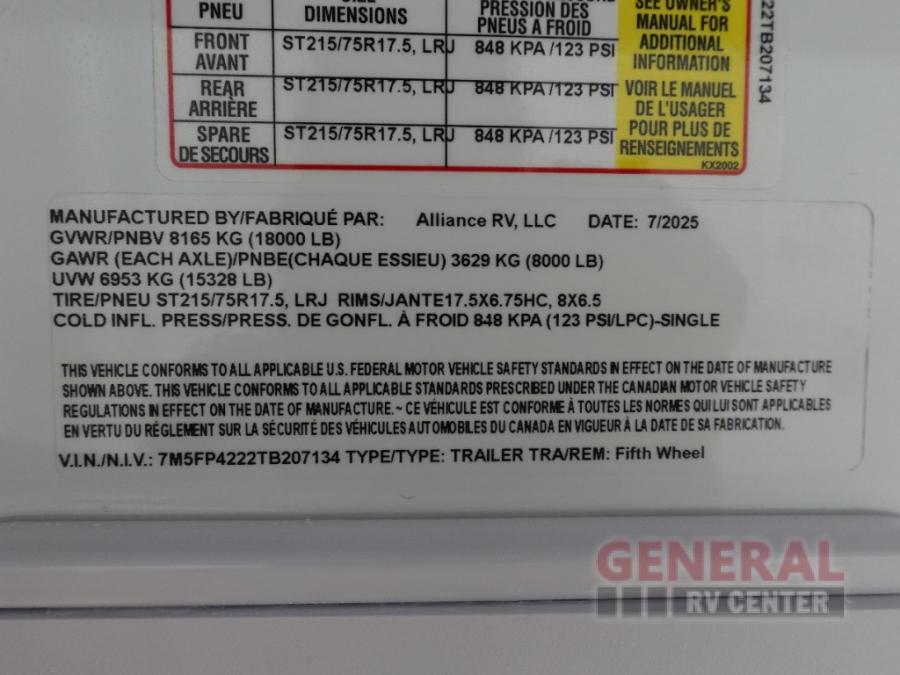 PNEU DIMENSIONS PRESSION DES PNEUS A FROID
SEE OWNER'S MANUAL FOR ADDITIONAL INFORMATION
FRONT AVANT ST215/75R17.5, LRJ 848 KPA /123 PSI
REAR ARRIÈRE ST215/75R17.5, LRJ 848 KPA /123 PSI
SPARE DE SECOURS ST215/75R17.5, LRJ 848 KPA /123 PSI
VOIR LE MANUEL DE L'USAGER POUR PLUS DE RENSEIGNEMENTS
KX2002
22TB207134
MANUFACTURED BY/FABRIQUÉ PAR: Alliance RV, LLC DATE: 7/2025
GVWR/PNBV 8165 KG (18000 LB)
GAWR (EACH AXLE)/PNBE(CHAQUE ESSIEU) 3629 KG (8000 LB)
UVW 6953 KG (15328 LB)
TIRE/PNEU ST215/75R17.5, LRJ RIMS/JANTE17.5X6.75HC, 8X6.5
COLD INFL. PRESS/PRESS. DE GONFL. À FROID 848 KPA (123 PSI/LPC)-SINGLE
THIS VEHICLE CONFORMS TO ALL APPLICABLE U.S. FEDERAL MOTOR VEHICLE SAFETY STANDARDS IN EFFECT ON THE DATE OF MANUFACTURE
SHOWN ABOVE. THIS VEHICLE CONFORMS TO ALL APPLICABLE STANDARDS PRESCRIBED UNDER THE CANADIAN MOTOR VEHICLE SAFETY
REGULATIONS IN EFFECT ON THE DATE OF MANUFACTURE. ~ CE VÉHICULE EST CONFORME À TOUTES LES NORMES QUI LUI SONT APPLICABLES
EN VERTU DU RÉGLEMENT SUR LA SÉCURITÉ DES VÉHICULES AUTOMOBILES DU CANADA EN VIGUEUR À LA DATE DE SA FABRICATION.
V.I.N./N.I.V.: 7M5FP4222TB207134 TYPE/TYPE: TRAILER TRA/REM: Fifth Wheel
GENERAL
RV CENTER